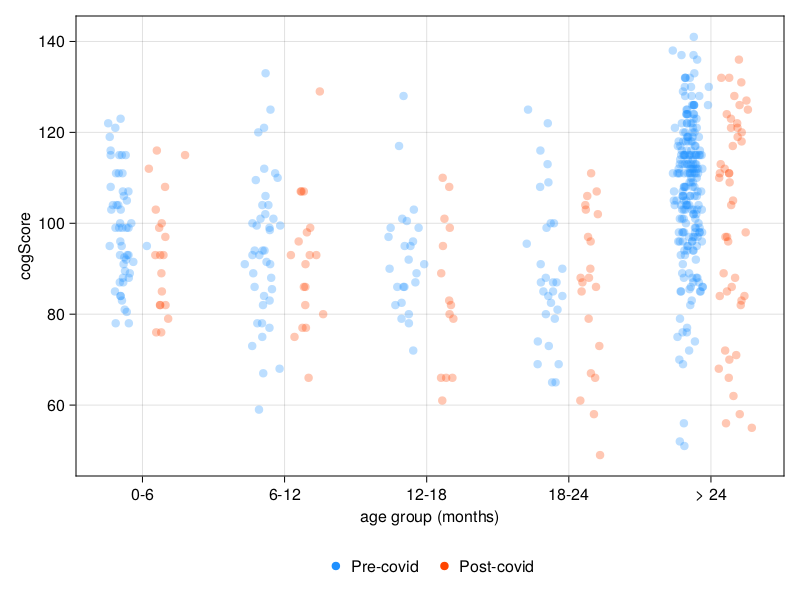 140
120
100
80
60
cogScore
0-6
6-12
12-18
18-24
> 24
age group (months)
Pre-covid
Post-covid